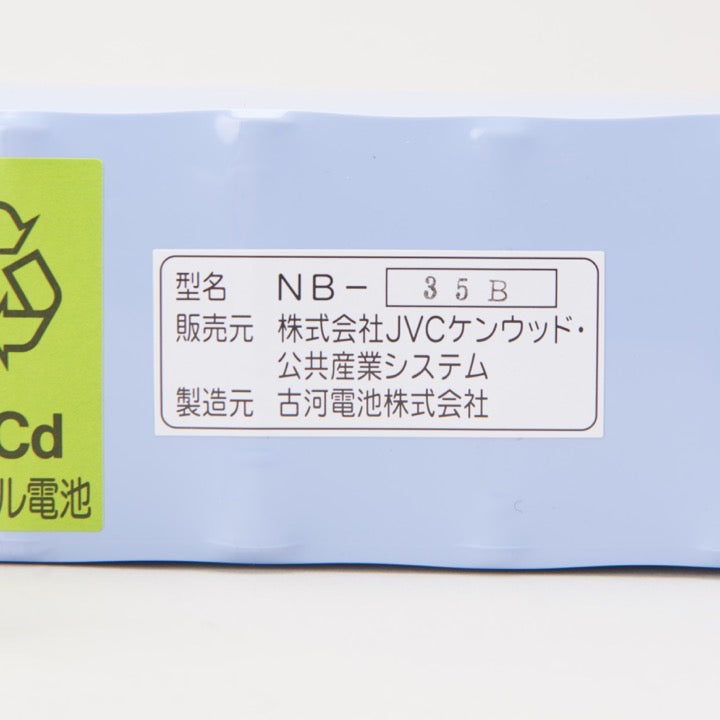 Cd
ル電池
型名 NB- 35B
販売元 株式会社JVCケンウッド・
公共産業システム
製造元 古河電池株式会社